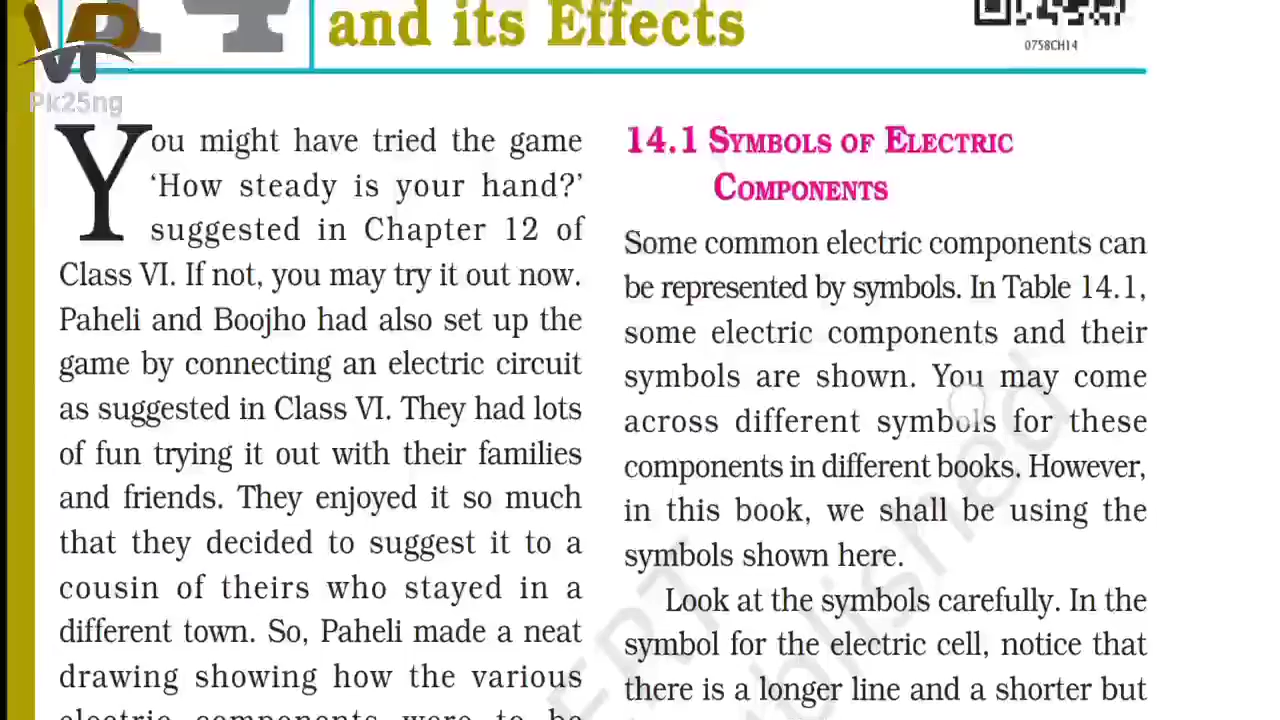 14
and its Effects
0758CH14
VP
Pk25ng
You might have tried the game
‘How steady is your hand?’
suggested in Chapter 12 of
Class VI. If not, you may try it out now.
Paheli and Boojho had also set up the
game by connecting an electric circuit
as suggested in Class VI. They had lots
of fun trying it out with their families
and friends. They enjoyed it so much
that they decided to suggest it to a
cousin of theirs who stayed in a
different town. So, Paheli made a neat
drawing showing how the various
electric components were to be
14.1 SYMBOLS OF ELECTRIC
COMPONENTS
Some common electric components can
be represented by symbols. In Table 14.1,
some electric components and their
symbols are shown. You may come
across different symbols for these
components in different books. However,
in this book, we shall be using the
symbols shown here.
Look at the symbols carefully. In the
symbol for the electric cell, notice that
there is a longer line and a shorter but